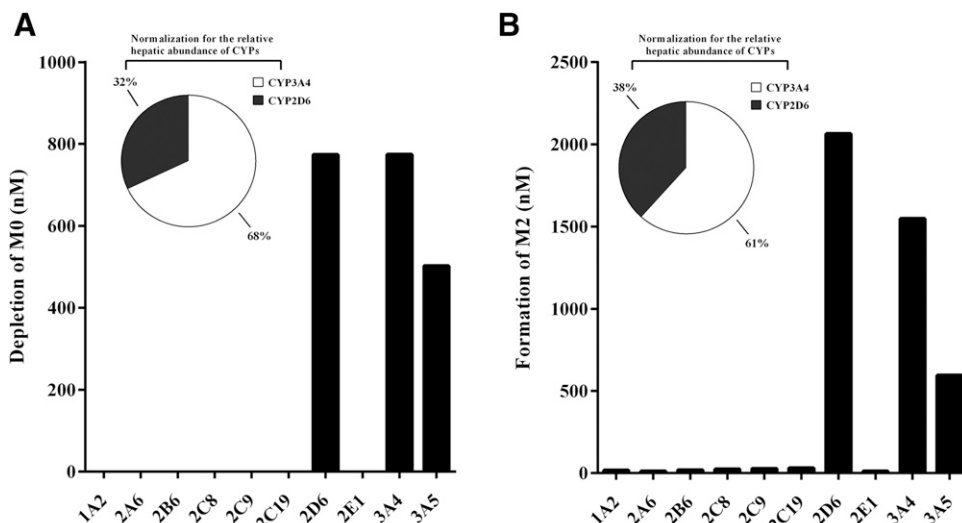 A
Normalization for the relative
hepatic abundance of CYPs
32%
CYP3A4
CYP2D6
68%
Depletion of M0 (nM)
1000
800
600
400
200
0
1A2
2A6
2B6
2C8
2C9
2C19
2D6
2E1
3A4
3A5
B
Normalization for the relative
hepatic abundance of CYPs
38%
CYP3A4
CYP2D6
61%
Formation of M2 (nM)
2500
2000
1500
1000
500
0
1A2
2A6
2B6
2C8
2C9
2C19
2D6
2E1
3A4
3A5